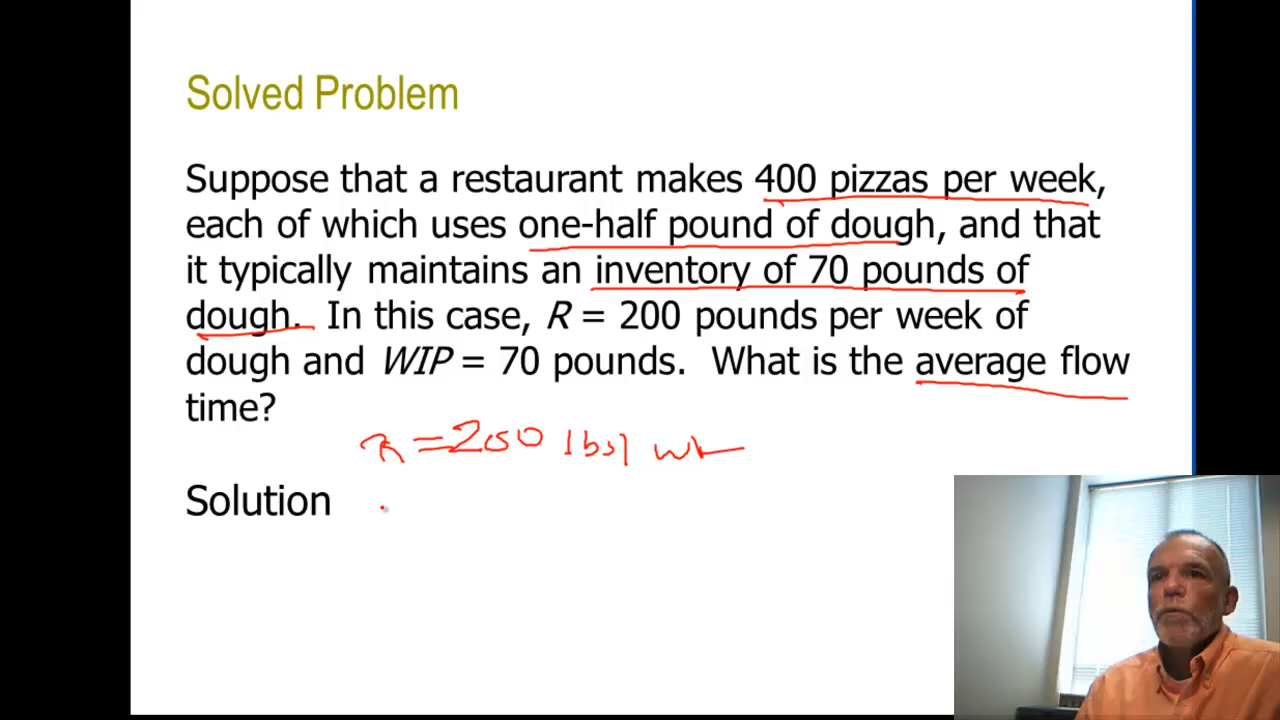 Solved Problem
Suppose that a restaurant makes 400 pizzas per week,
each of which uses one-half pound of dough, and that
it typically maintains an inventory of 70 pounds of
dough. In this case, R = 200 pounds per week of
dough and WIP = 70 pounds. What is the average flow
time?
R = 200 lbs/ wk
Solution